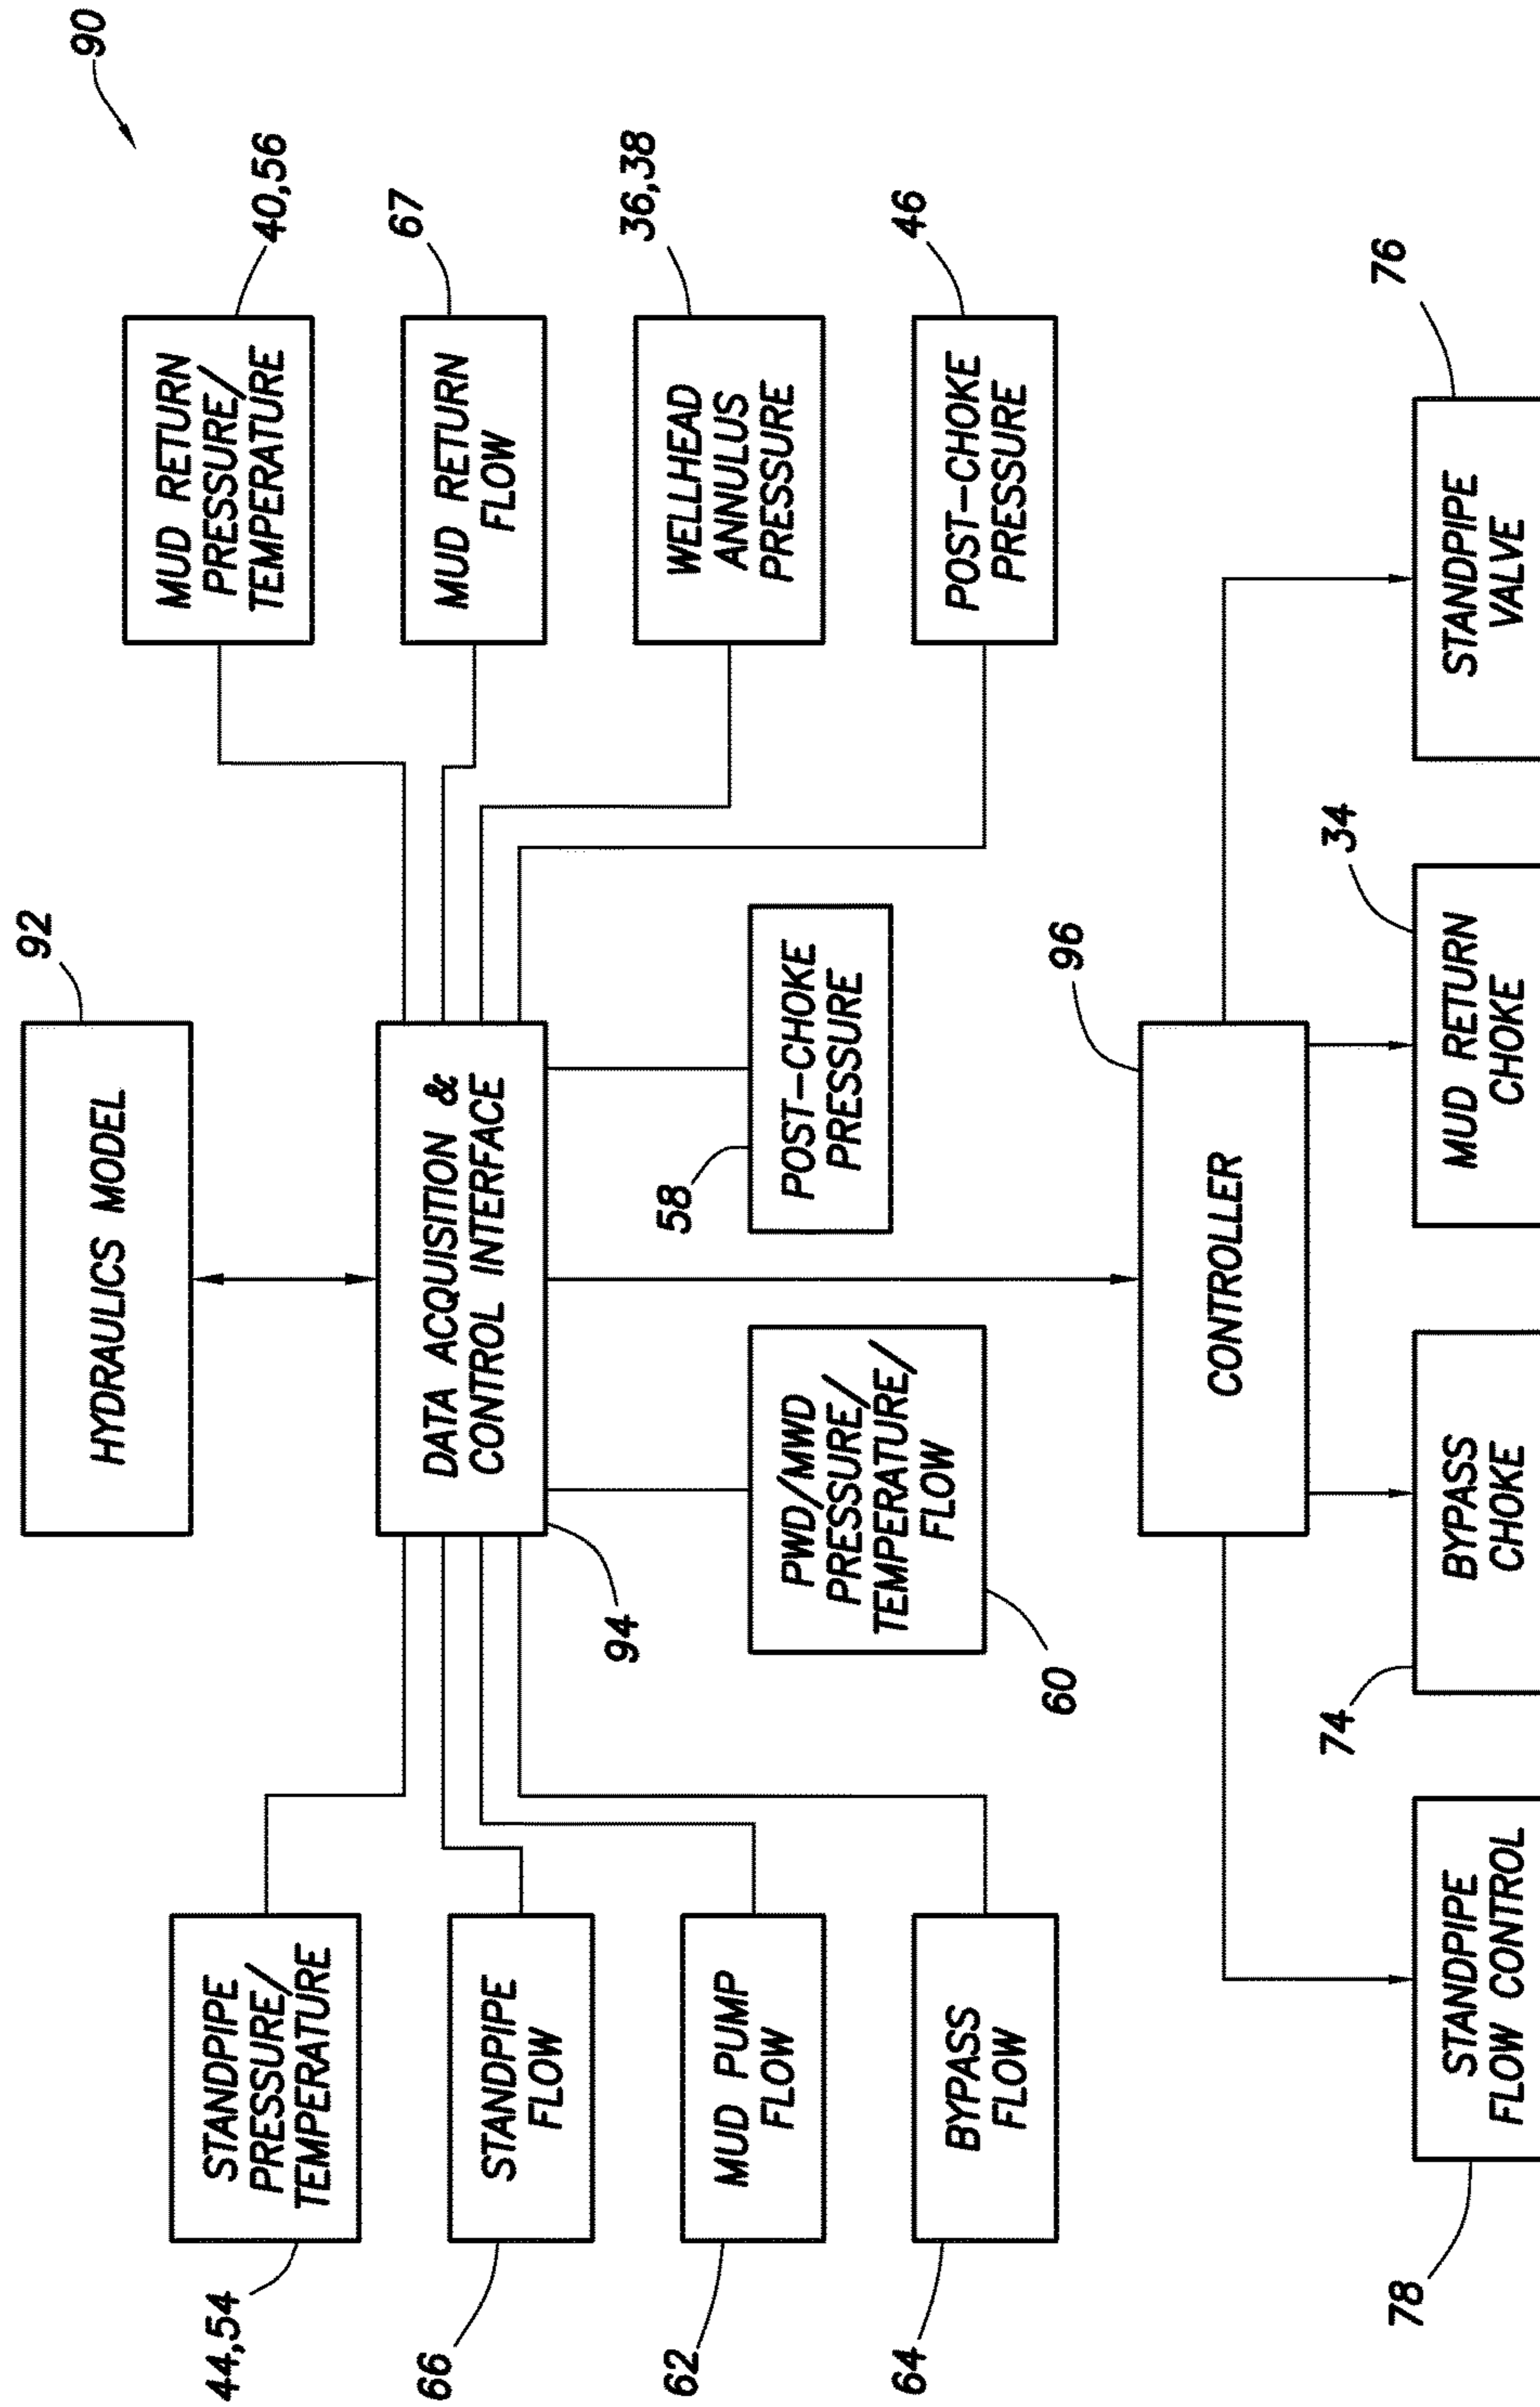 90
92
HYDRAULICS MODEL
44,54
STANDPIPE
PRESSURE/
TEMPERATURE
66
STANDPIPE
FLOW
62
MUD PUMP
FLOW
64
BYPASS
FLOW
DATA ACQUISITION &
CONTROL INTERFACE
94
MUD RETURN
PRESSURE/
TEMPERATURE
40,56
MUD RETURN
FLOW
67
WELLHEAD
ANNULUS
PRESSURE
36,38
POST-CHOKE
PRESSURE
46
PWD/MWD
PRESSURE/
TEMPERATURE/
FLOW
60
58
POST-CHOKE
PRESSURE
CONTROLLER
96
78
STANDPIPE
FLOW CONTROL
74
BYPASS
CHOKE
34
MUD RETURN
CHOKE
76
STANDPIPE
VALVE